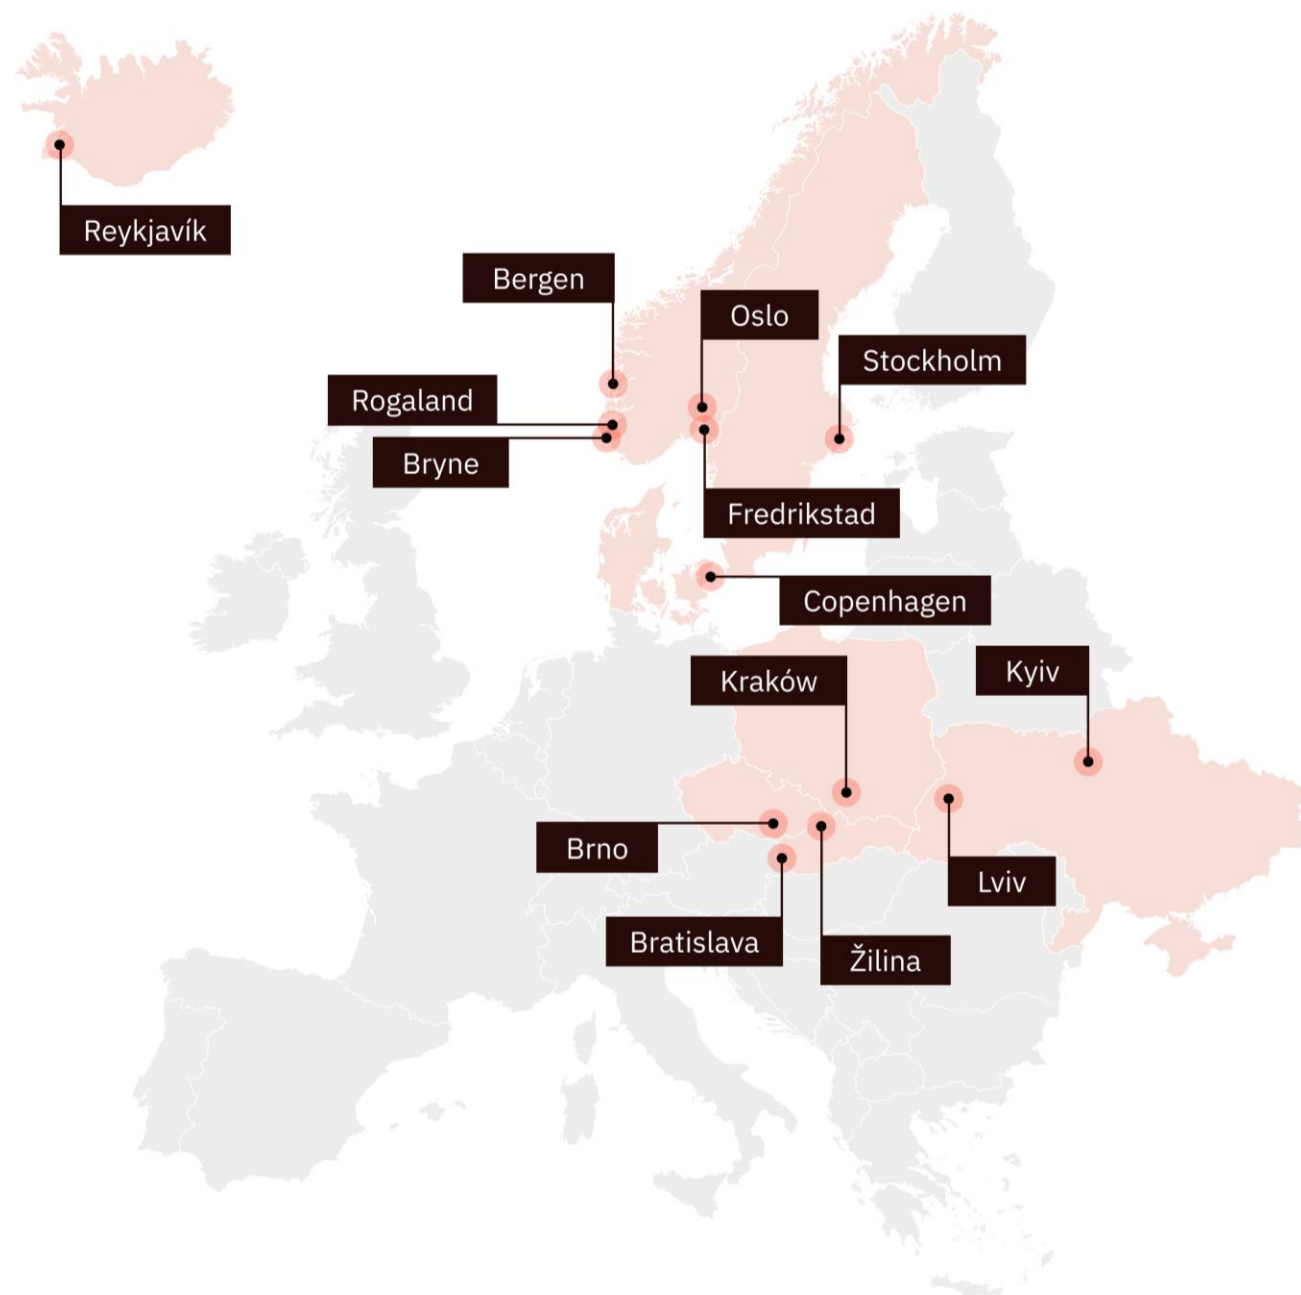 Reykjavík
Bergen
Oslo
Stockholm
Rogaland
Bryne
Fredrikstad
Copenhagen
Kraków
Kyiv
Brno
Lviv
Bratislava
Žilina